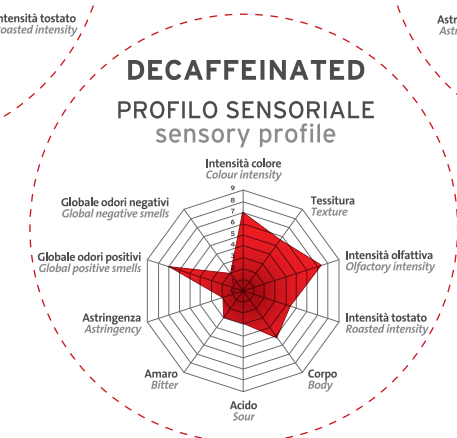 ntensità tostato
oasted intensity
Astr
Astr
DECAFFEINATED
PROFILO SENSORIALE
sensory profile
Intensità colore
Colour intensity
9
8
7
6
5
4
3
Globale odori negativi
Global negative smells
Tessitura
Texture
Globale odori positivi
Global positive smells
Intensità olfattiva
Olfactory intensity
Astringenza
Astringency
Intensità tostato
Roasted intensity
Amaro
Bitter
Corpo
Body
Acido
Sour